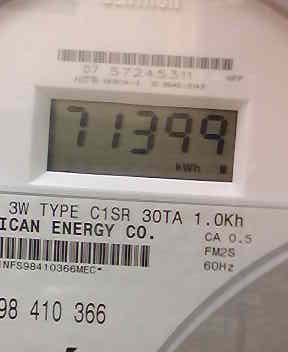 07 57245311
71399
kWh
3W TYPE C1SR 30TA 1.0Kh
ICAN ENERGY CO.
CA 0.5
FM2S
60Hz
NFS98410366MEC
98 410 366